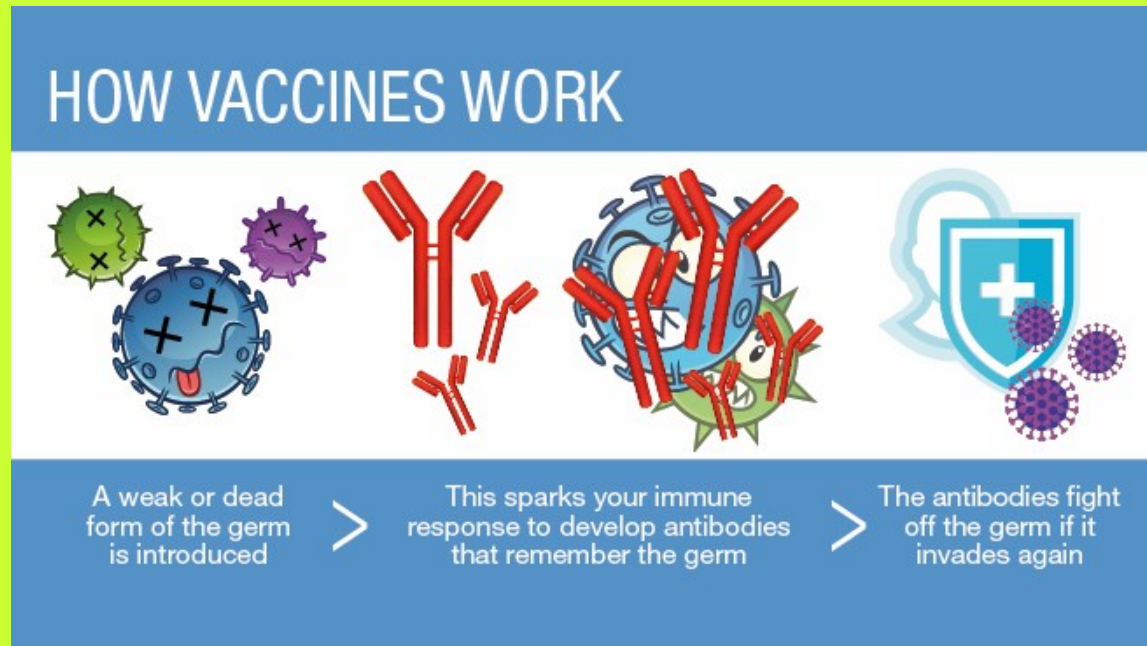 HOW VACCINES WORK
A weak or dead
form of the germ
is introduced
>
This sparks your immune
response to develop antibodies
that remember the germ
>
The antibodies fight
off the germ if it
invades again